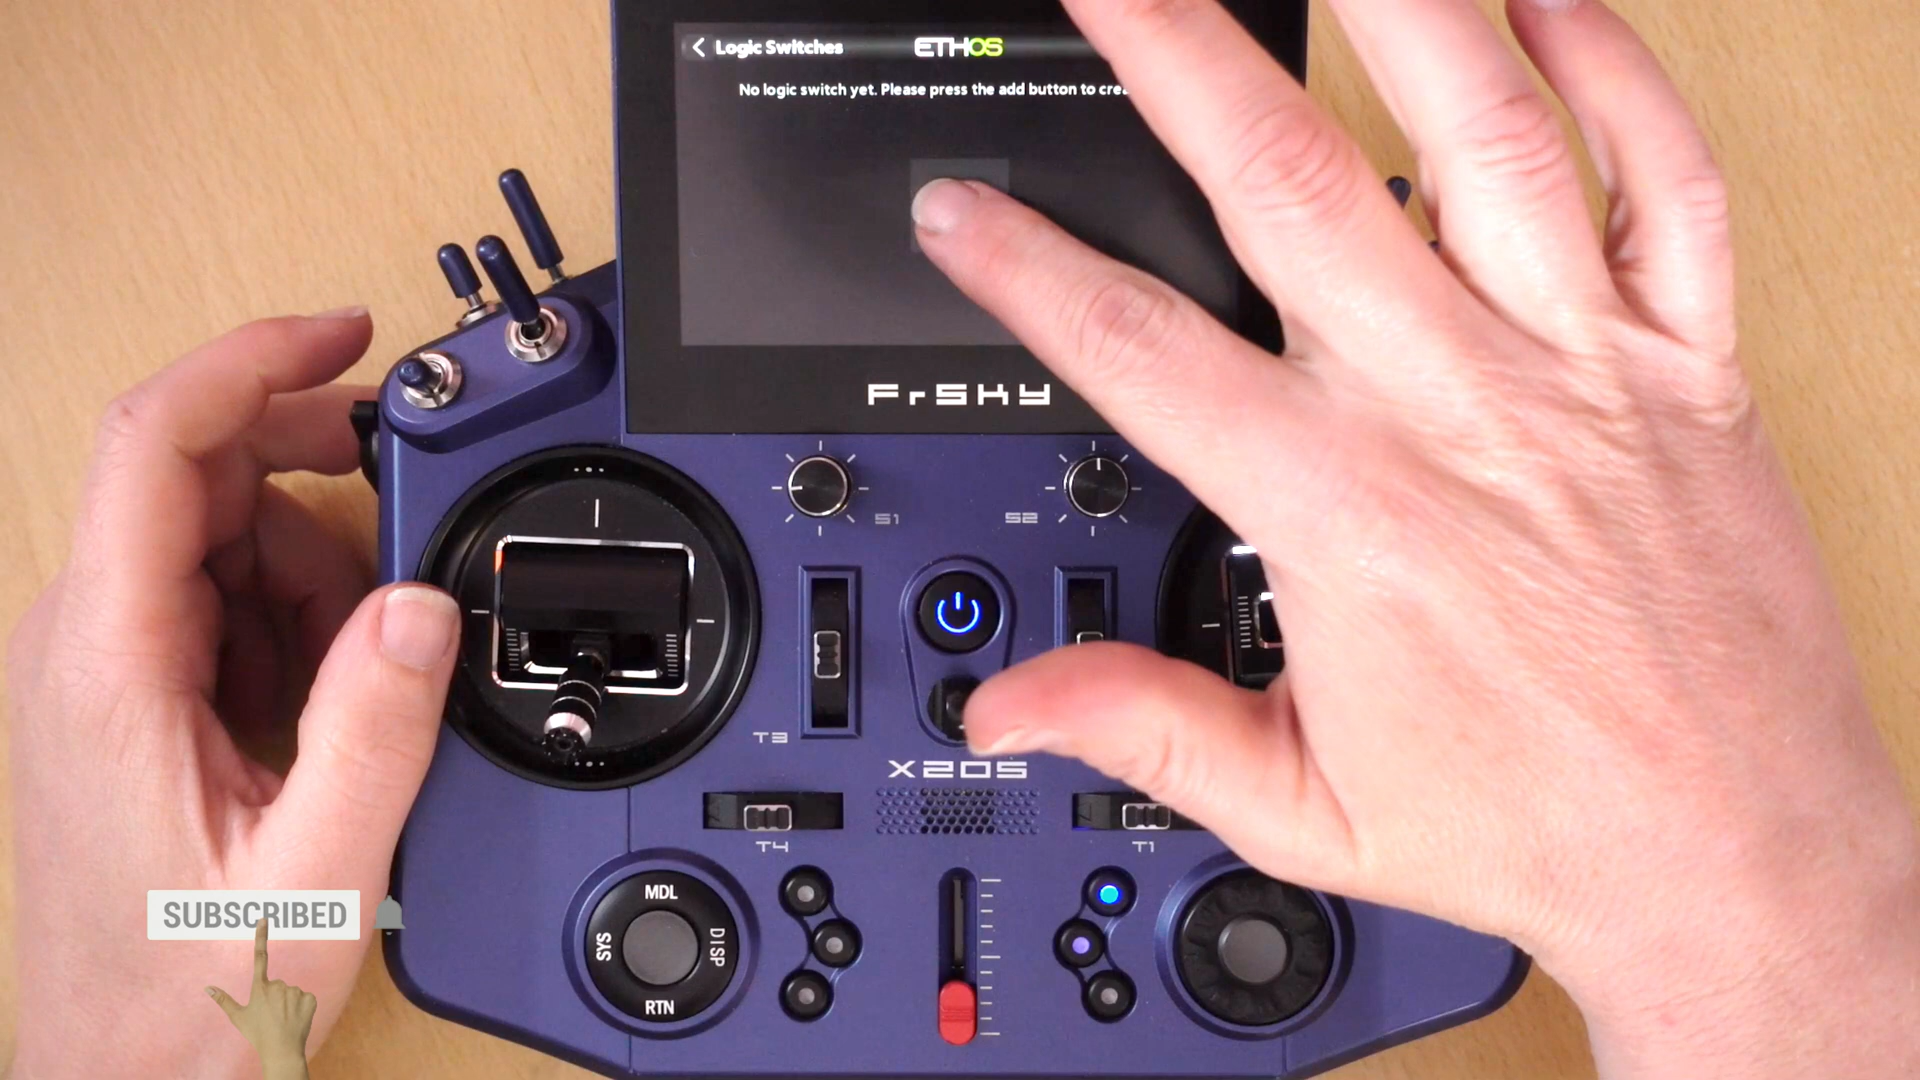 Logic Switches
ETHOS
No logic switch yet. Please press the add button to crea
FrSKY
S1
S2
T3
X20S
T4
T1
MDL
SYS
DISP
RTN
SUBSCRIBED